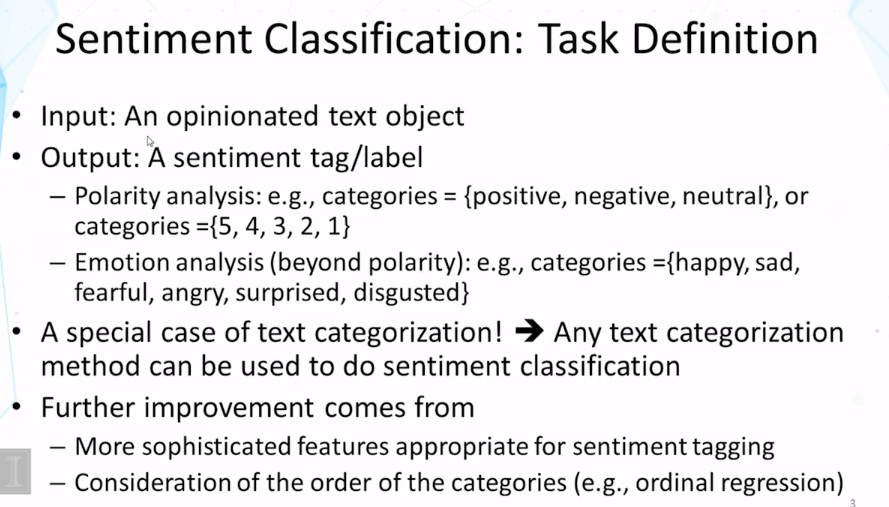 Sentiment Classification: Task Definition
• Input: An opinionated text object
• Output: A sentiment tag/label
– Polarity analysis: e.g., categories = {positive, negative, neutral}, or
categories ={5, 4, 3, 2, 1}
– Emotion analysis (beyond polarity): e.g., categories ={happy, sad,
fearful, angry, surprised, disgusted}
• A special case of text categorization! ➔ Any text categorization
method can be used to do sentiment classification
• Further improvement comes from
– More sophisticated features appropriate for sentiment tagging
– Consideration of the order of the categories (e.g., ordinal regression)
I
3